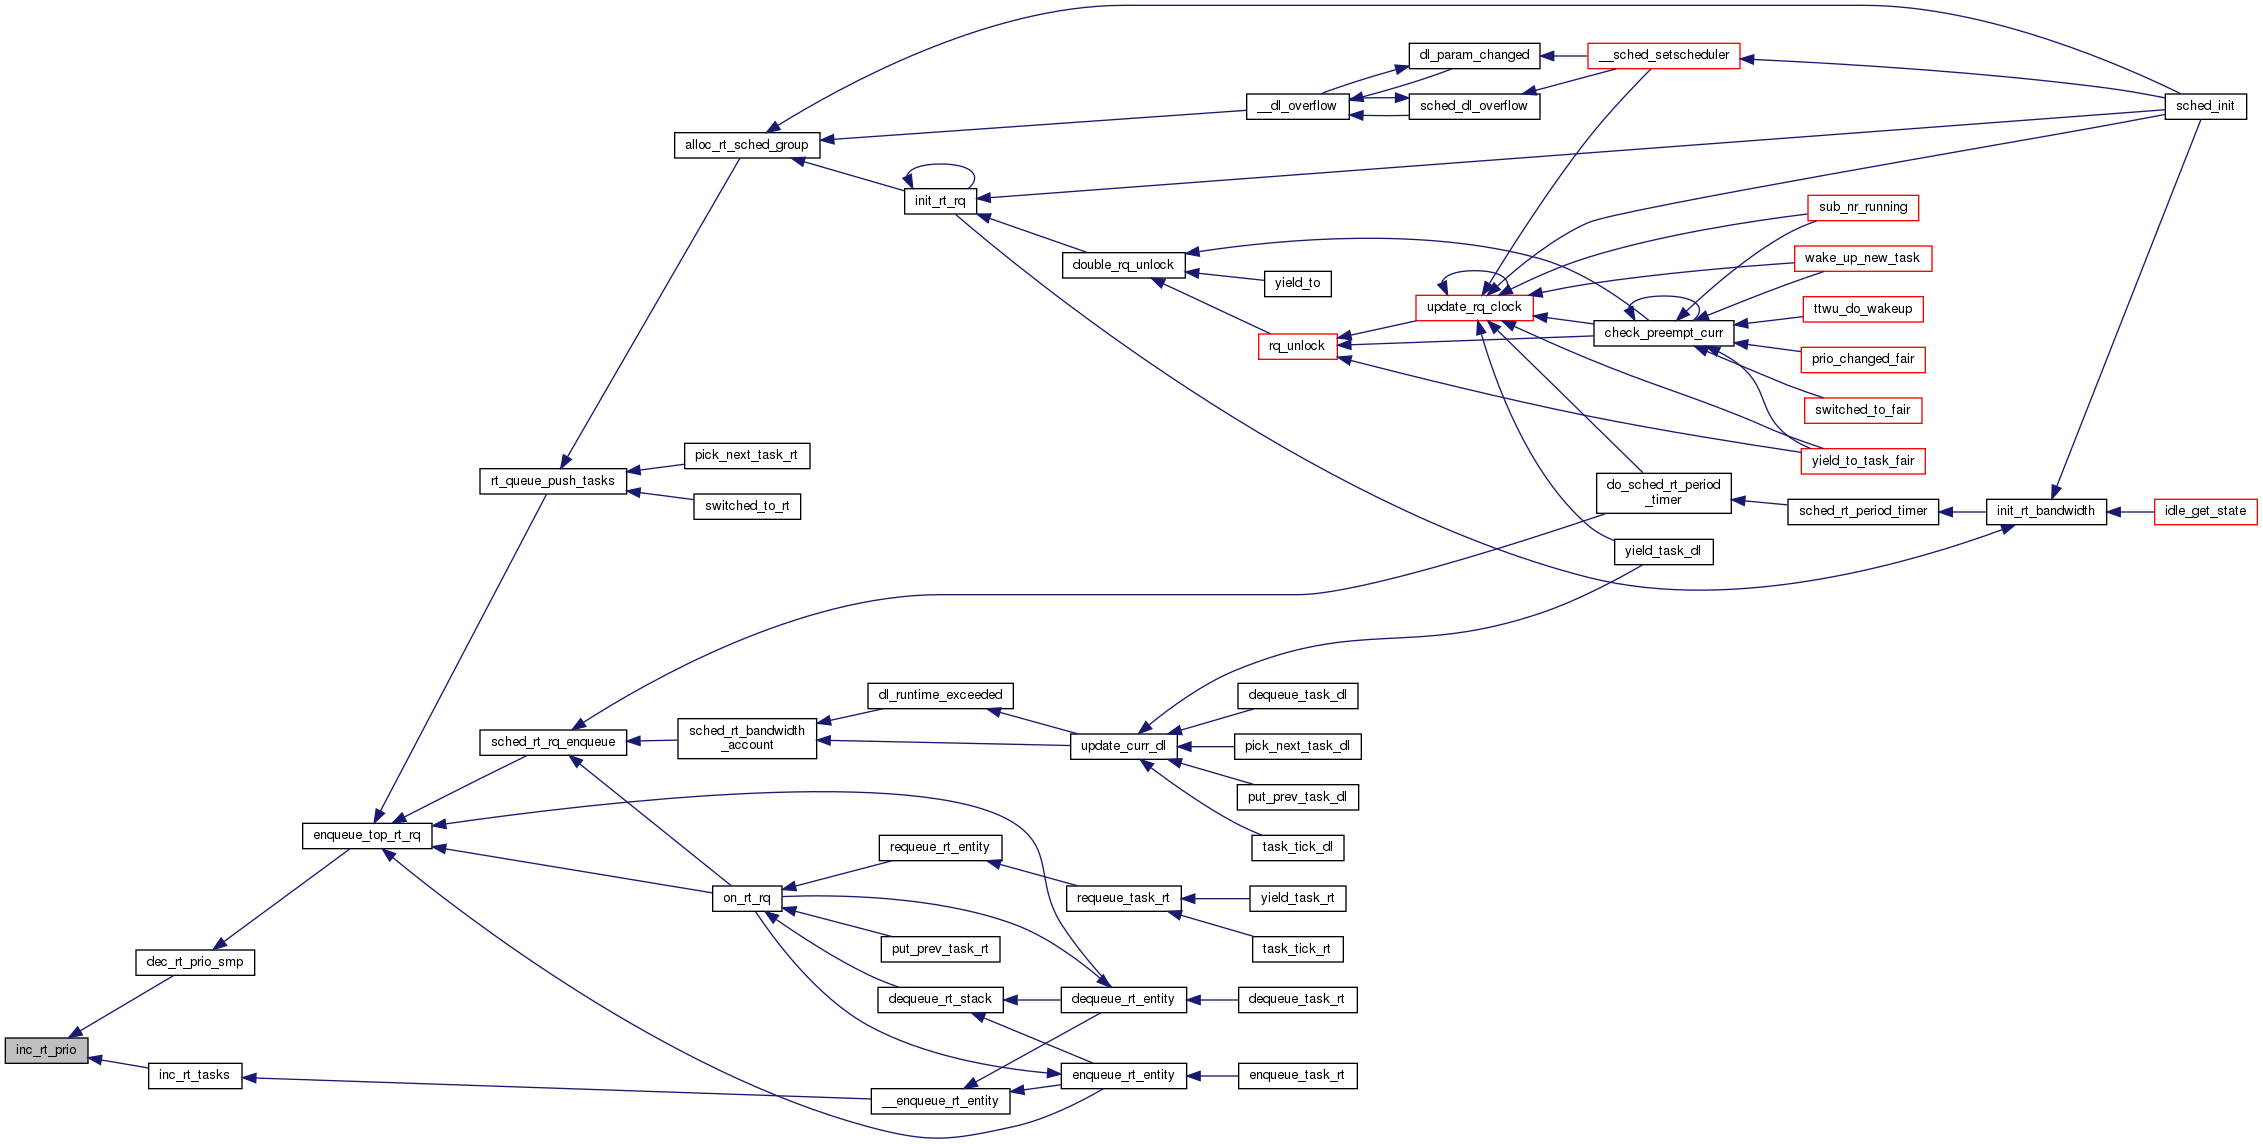 dl_param_changed
__sched_setscheduler
__dl_overflow
sched_dl_overflow
sched_init
alloc_rt_sched_group
init_rt_rq
sub_nr_running
double_rq_unlock
yield_to
wake_up_new_task
update_rq_clock
ttwu_do_wakeup
check_preempt_curr
rq_unlock
prio_changed_fair
switched_to_fair
pick_next_task_rt
yield_to_task_fair
rt_queue_push_tasks
do_sched_rt_period
_timer
switched_to_rt
sched_rt_period_timer
init_rt_bandwidth
idle_get_state
yield_task_dl
dl_runtime_exceeded
dequeue_task_dl
sched_rt_rq_enqueue
sched_rt_bandwidth
_account
update_curr_dl
pick_next_task_dl
put_prev_task_dl
enqueue_top_rt_rq
requeue_rt_entity
task_tick_dl
on_rt_rq
requeue_task_rt
yield_task_rt
put_prev_task_rt
task_tick_rt
dec_rt_prio_smp
dequeue_rt_stack
dequeue_rt_entity
dequeue_task_rt
inc_rt_prio
inc_rt_tasks
enqueue_rt_entity
enqueue_task_rt
__enqueue_rt_entity